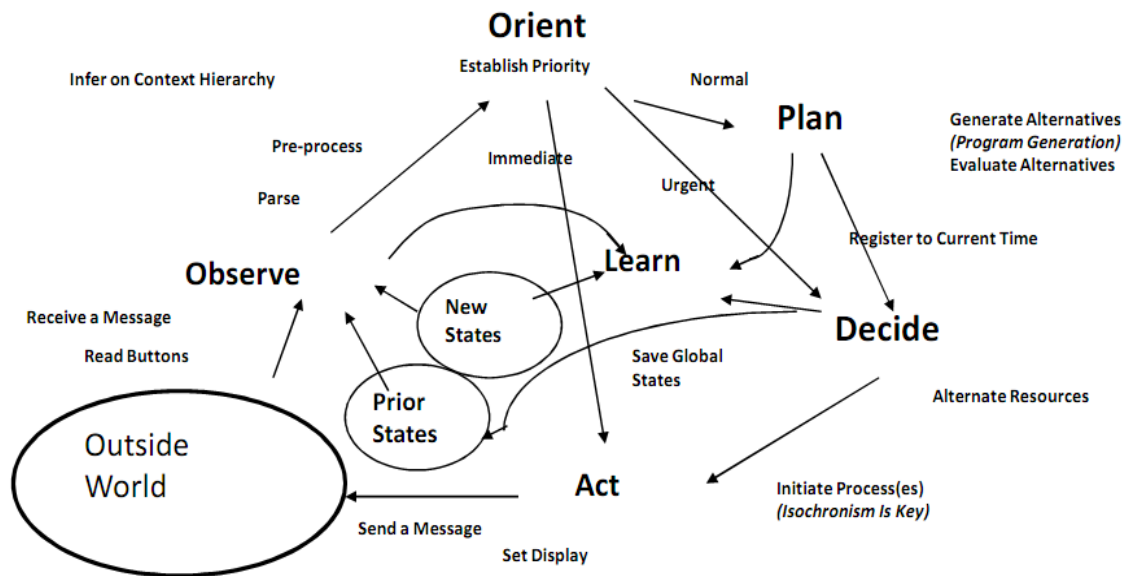 Orient
Establish Priority
Infer on Context Hierarchy
Normal
Plan
Generate Alternatives
(Program Generation)
Evaluate Alternatives
Pre-process
Immediate
Parse
Urgent
Register to Current Time
Observe
Learn
New
States
Receive a Message
Read Buttons
Decide
Save Global
States
Prior
States
Alternate Resources
Outside
World
Act
Initiate Process(es)
(Isochronism Is Key)
Send a Message
Set Display